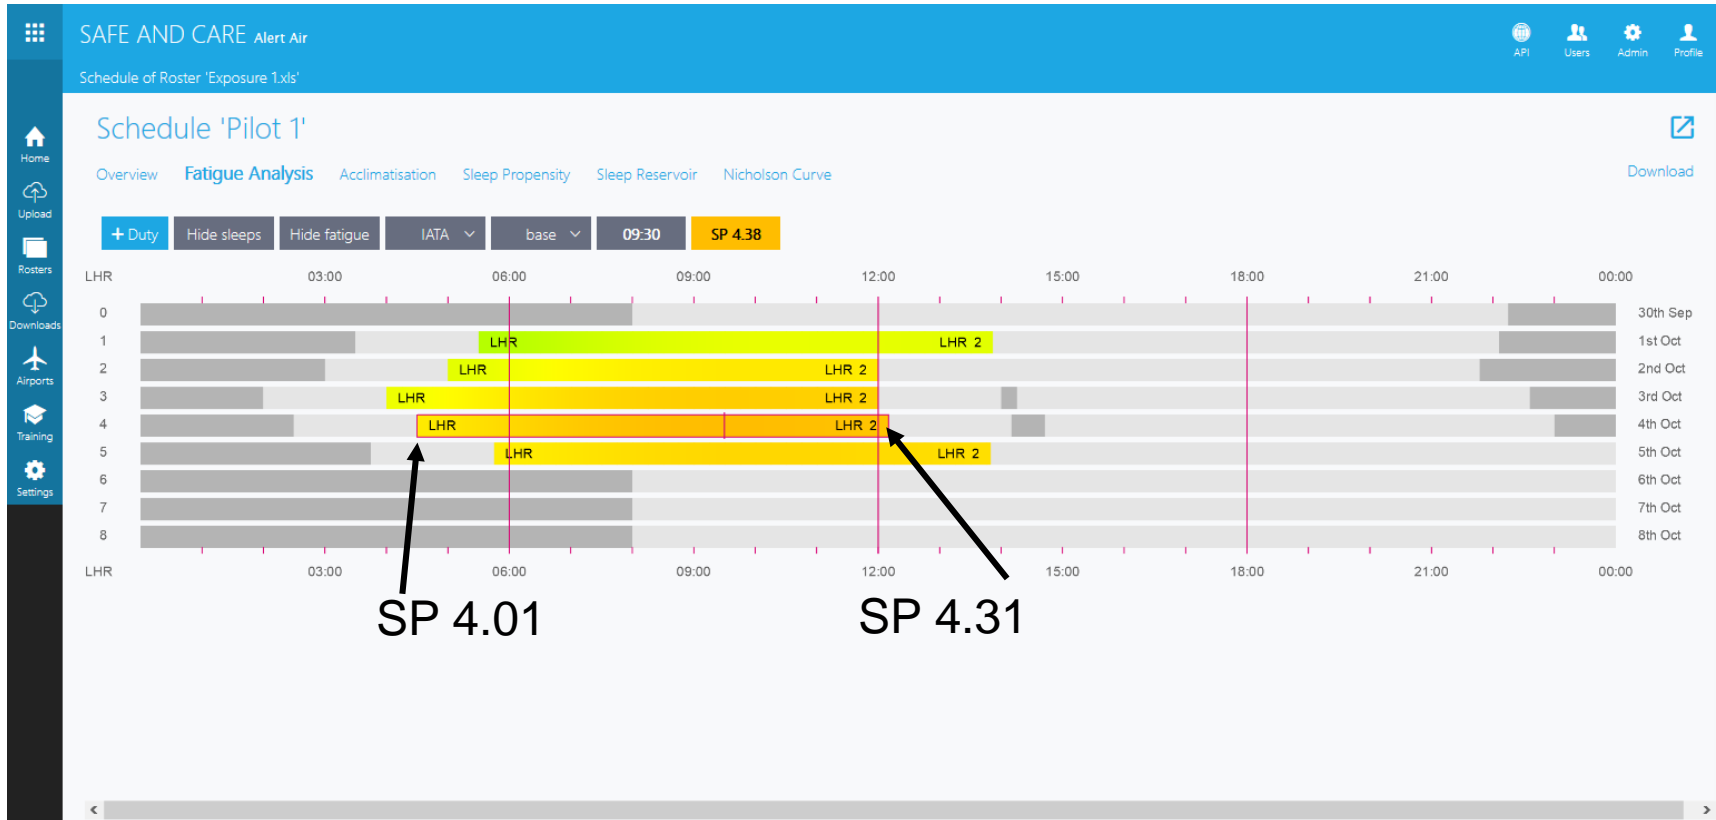 SAFE AND CARE Alert Air
API Users Admin Profile
Schedule of Roster 'Exposure 1.xls'
Home
Upload
Rosters
Downloads
Airports
Training
Settings
Schedule 'Pilot 1'
Overview Fatigue Analysis Acclimatisation Sleep Propensity Sleep Reservoir Nicholson Curve Download
+ Duty Hide sleeps Hide fatigue IATA base 09:30 SP 4.38
LHR 03:00 06:00 09:00 12:00 15:00 18:00 21:00 00:00
0 30th Sep
1 LHR LHR 2 1st Oct
2 LHR LHR 2 2nd Oct
3 LHR LHR 2 3rd Oct
4 LHR LHR 2 4th Oct
5 LHR LHR 2 5th Oct
6 6th Oct
7 7th Oct
8 8th Oct
LHR 03:00 06:00 09:00 12:00 15:00 18:00 21:00 00:00
SP 4.01 SP 4.31